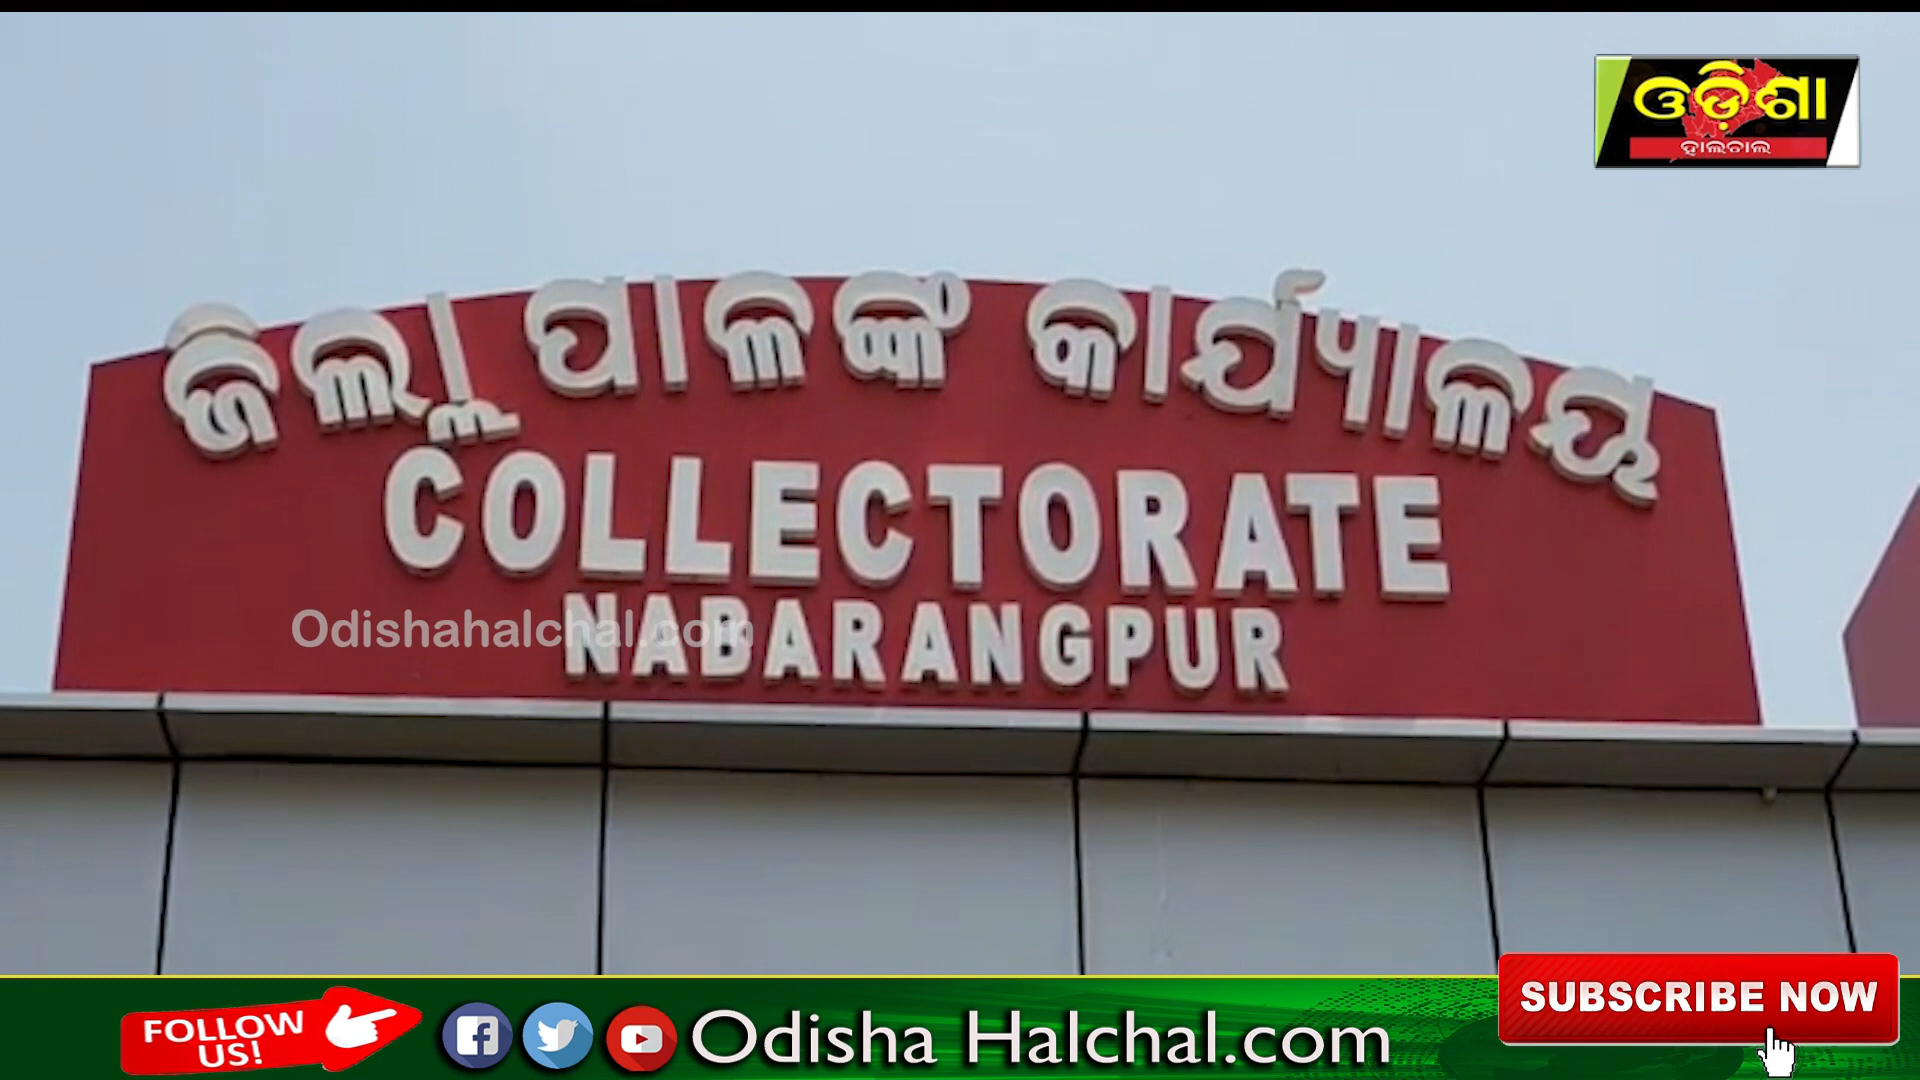 ଓଡ଼ିଶା
ହାଲଚାଲ
ଜିଲ୍ଲାପାଳଙ୍କ କାର୍ଯ୍ୟାଳୟ
COLLECTORATE
NABARANGPUR
Odishahalchal.com
FOLLOW US!
Odisha Halchal.com
SUBSCRIBE NOW